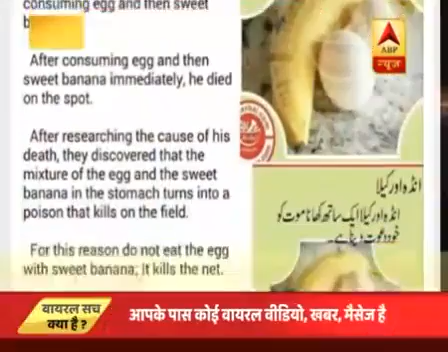 consuming egg and then sweet
b
After consuming egg and then
sweet banana immediately, he died
on the spot.
After researching the cause of his
death, they discovered that the
mixture of the egg and the sweet
banana in the stomach turns into a
poison that kills on the field.
For this reason do not eat the egg
with sweet banana; it kills the net.
ABP
न्यूज़
انڈہ اور کیلا
انڈہ اور کیلا ایک ساتھ کھانا موت کو
خود دعوت دینا ہے۔
वायरल सच
क्या है ?
आपके पास कोई वायरल वीडियो, खबर, मैसेज है